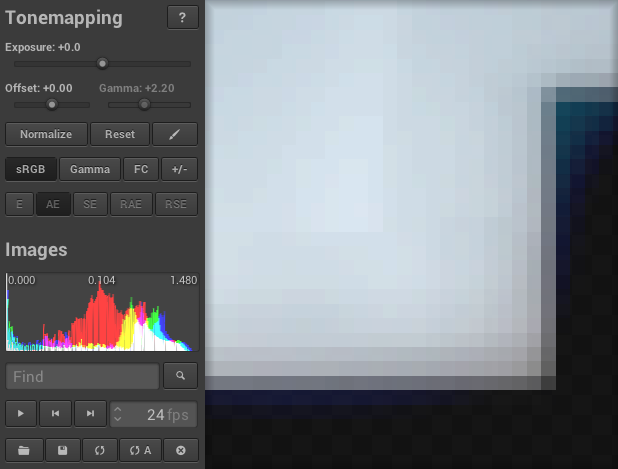 Tonemapping ?
Exposure: +0.0
Offset: +0.00 Gamma: +2.20
Normalize Reset
sRGB Gamma FC +/-
E AE SE RAE RSE
Images
0.000 0.104 1.480
Find
24 fps
A